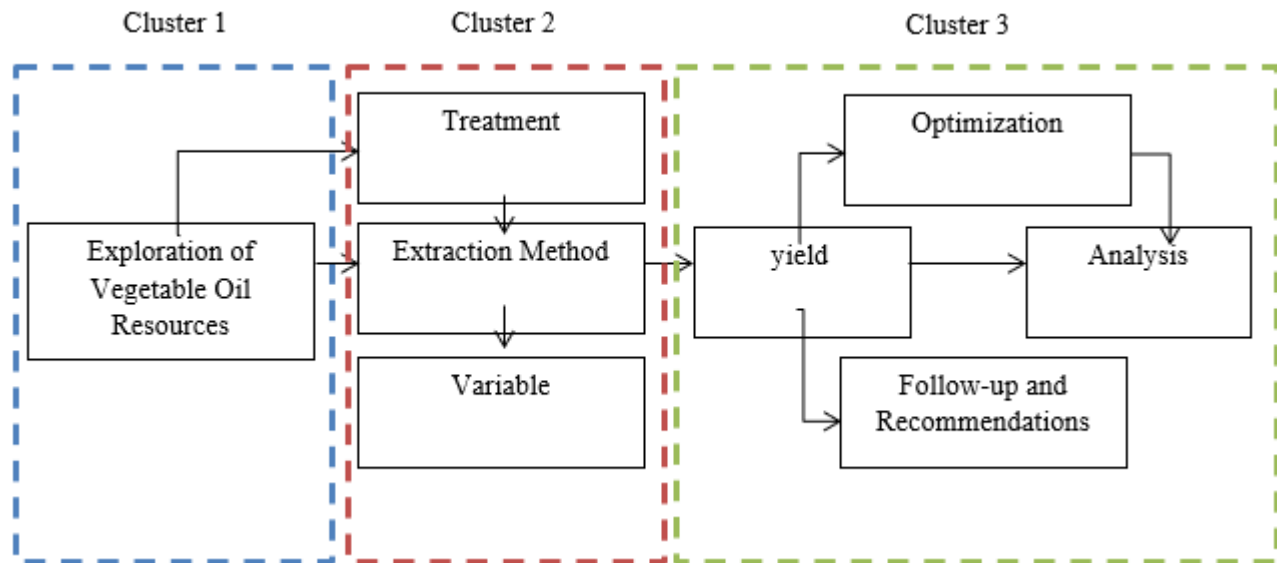 Cluster 1
Cluster 2
Cluster 3
Exploration of
Vegetable Oil
Resources
Treatment
Extraction Method
Variable
Optimization
yield
Analysis
Follow-up and
Recommendations